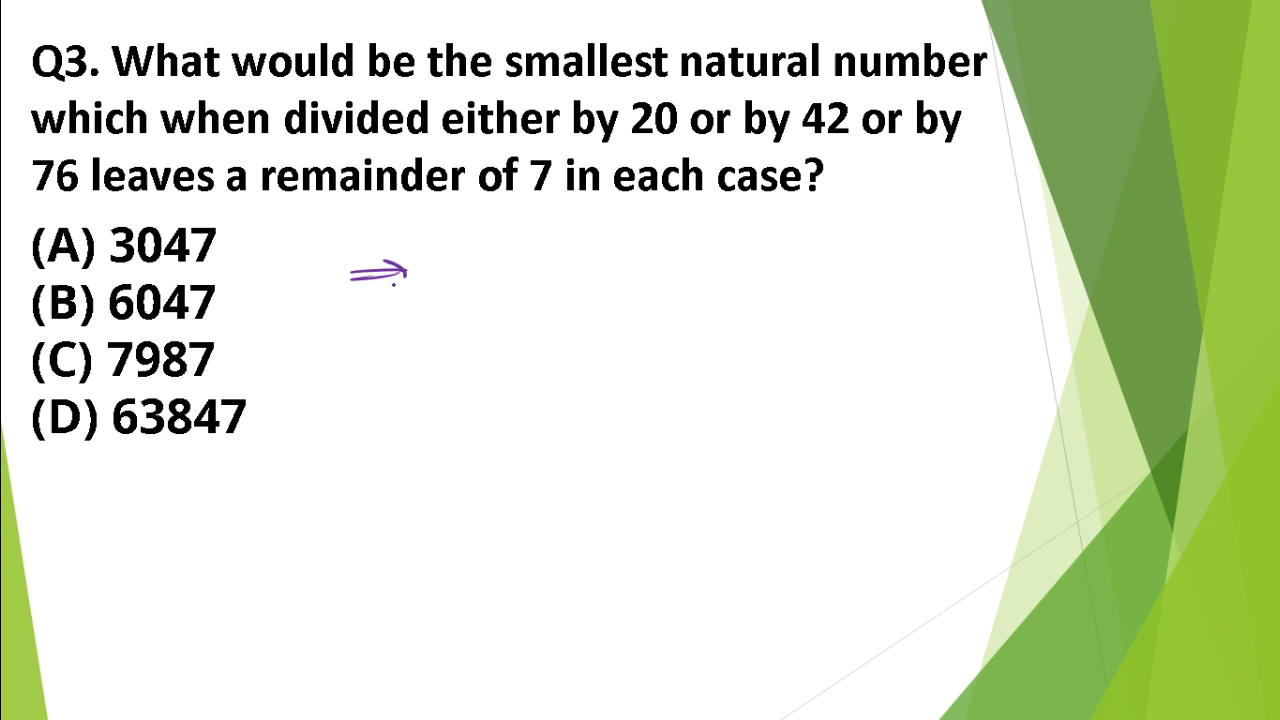 Q3. What would be the smallest natural number
which when divided either by 20 or by 42 or by
76 leaves a remainder of 7 in each case?
(A) 3047
(B) 6047
(C) 7987
(D) 63847